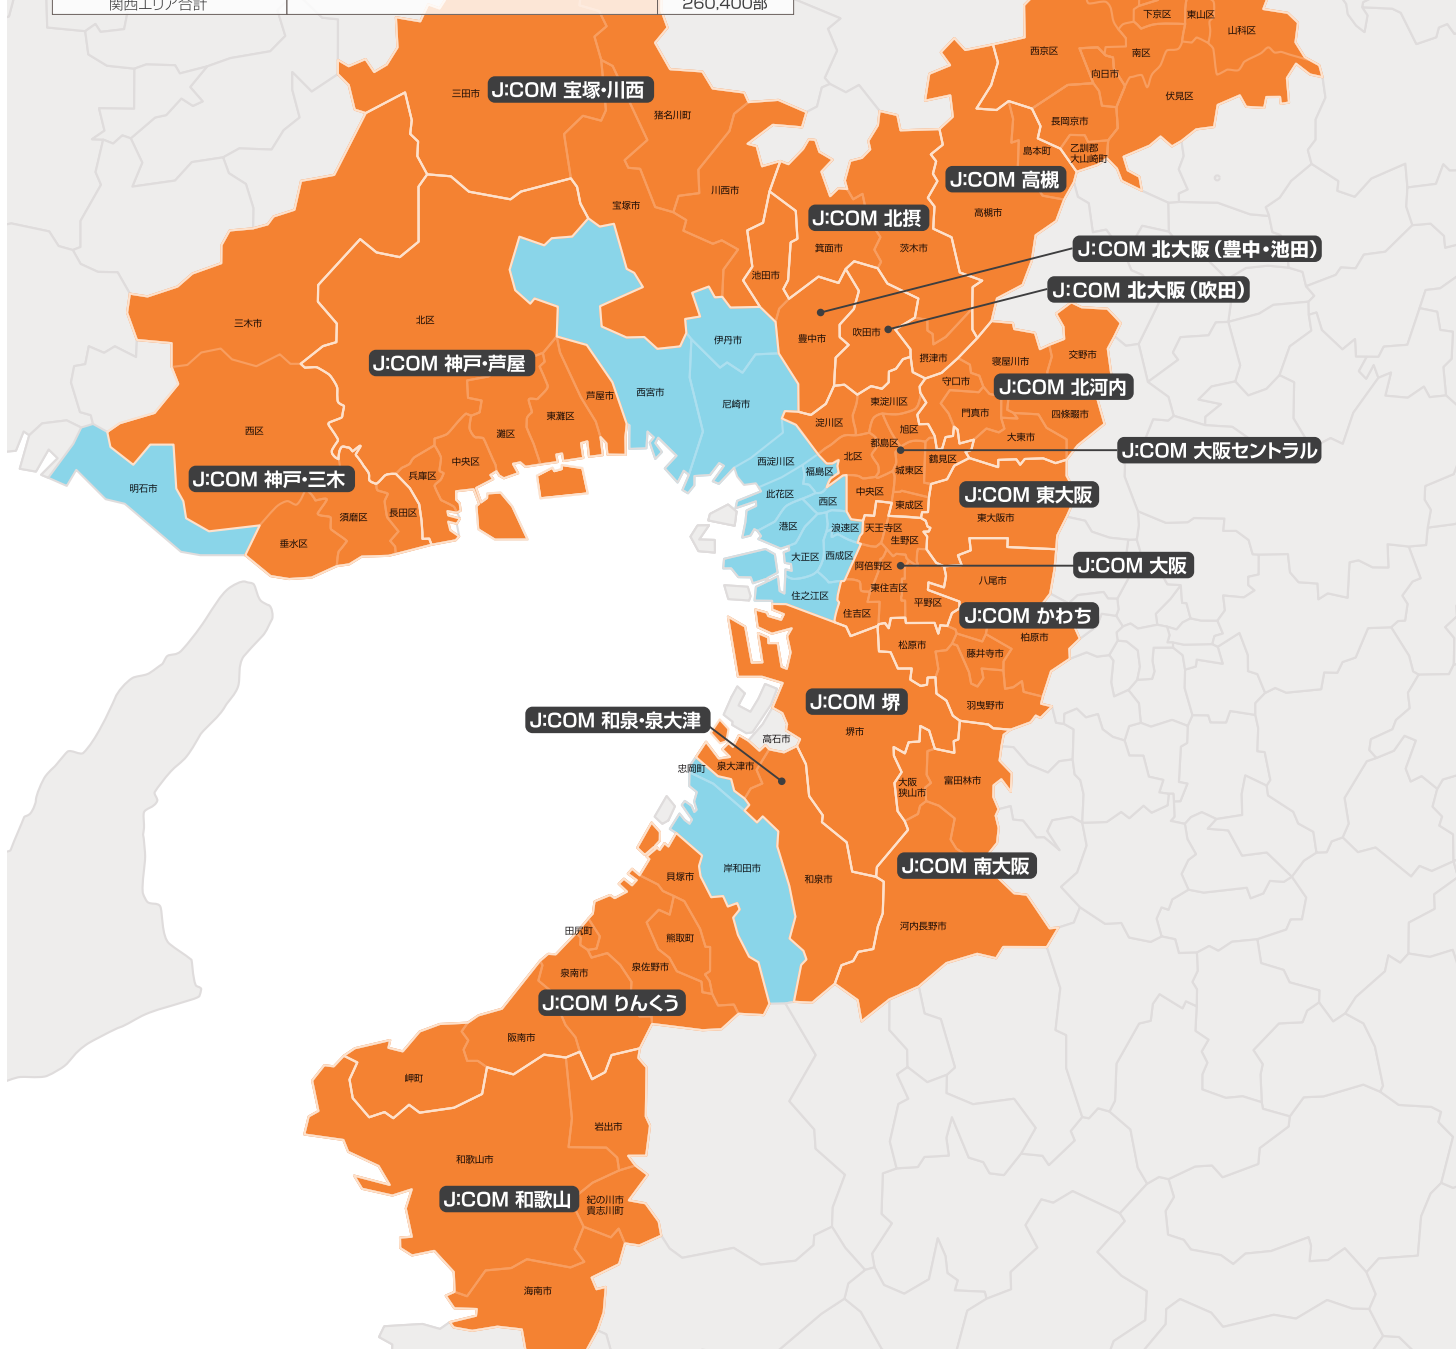 関西エリア合計
260,400部
下京区
東山区
山科区
西京区
南区
向日市
伏見区
長岡京市
乙訓郡
大山崎町
島本町
J:COM 宝塚・川西
三田市
猪名川町
川西市
宝塚市
J:COM 高槻
高槻市
J:COM 北摂
箕面市
茨木市
池田市
J:COM 北大阪（豊中・池田）
J:COM 北大阪（吹田）
豊中市
吹田市
摂津市
三木市
北区
J:COM 神戸・芦屋
伊丹市
西宮市
尼崎市
芦屋市
東灘区
灘区
中央区
兵庫区
長田区
須磨区
垂水区
西区
J:COM 神戸・三木
明石市
寝屋川市
交野市
守口市
J:COM 北河内
門真市
四條畷市
大東市
東淀川区
淀川区
旭区
都島区
北区
鶴見区
城東区
J:COM 大阪セントラル
西淀川区
福島区
此花区
西区
中央区
東成区
J:COM 東大阪
東大阪市
港区
浪速区
天王寺区
生野区
大正区
西成区
阿倍野区
J:COM 大阪
東住吉区
平野区
住之江区
住吉区
八尾市
J:COM かわち
柏原市
松原市
藤井寺市
羽曳野市
J:COM 堺
堺市
J:COM 和泉・泉大津
高石市
泉大津市
忠岡町
大阪
狭山市
富田林市
J:COM 南大阪
河内長野市
和泉市
岸和田市
貝塚市
田尻町
熊取町
泉佐野市
泉南市
J:COM りんくう
阪南市
岬町
岩出市
和歌山市
J:COM 和歌山
紀の川市
貴志川町
海南市